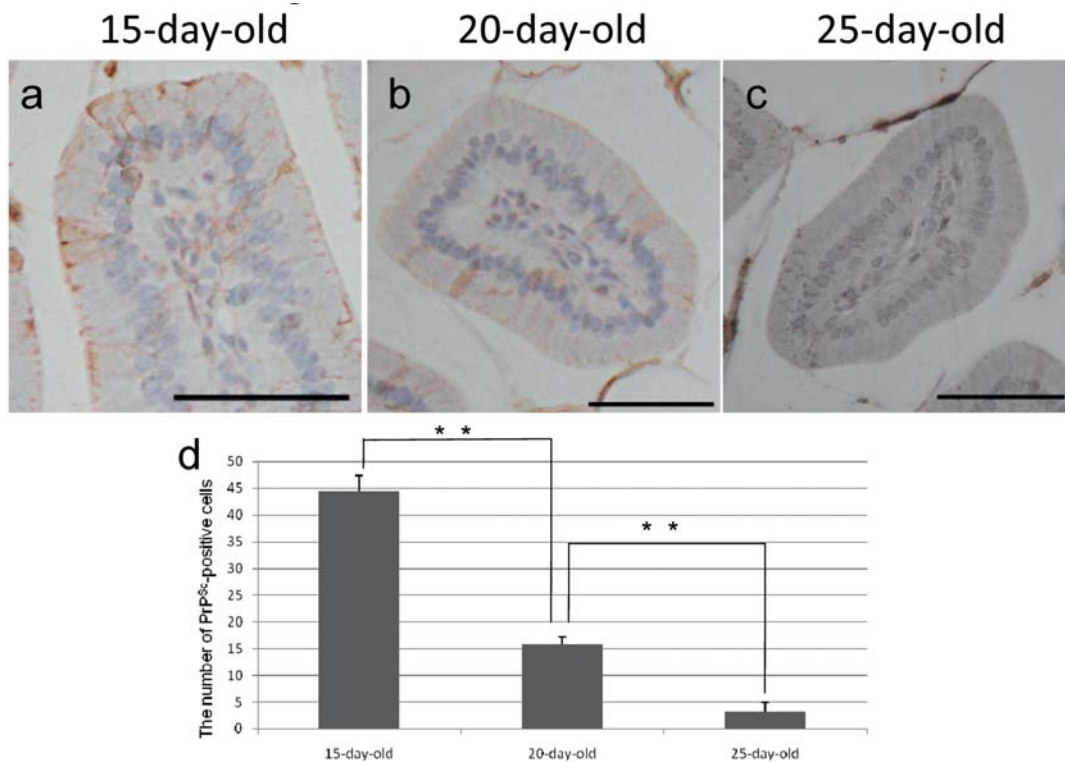 15-day-old 20-day-old 25-day-old
a b c
d
* *
* *
The number of PrPSc-positive cells
50
45
40
35
30
25
20
15
10
5
0
15-day-old 20-day-old 25-day-old